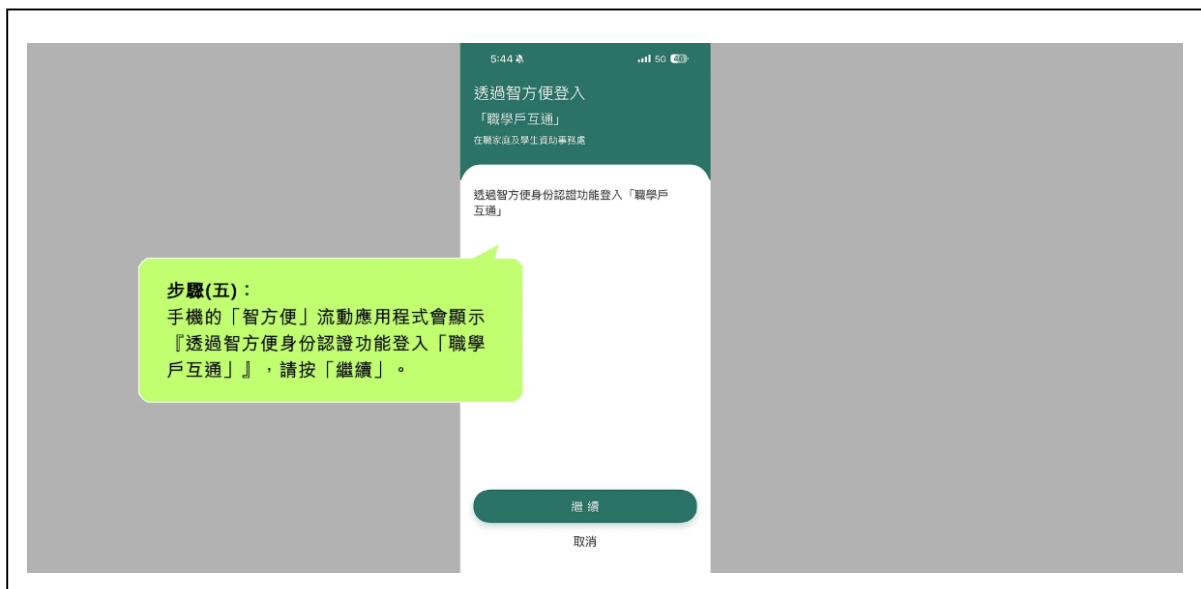 5:44
5G 40
透過智方便登入
「職學戶互通」
在職家庭及學生資助事務處
透過智方便身份認證功能登入「職學戶
互通」
步驟(五)：
手機的「智方便」流動應用程式會顯示
『透過智方便身份認證功能登入「職學
戶互通」』，請按「繼續」。
繼續
取消